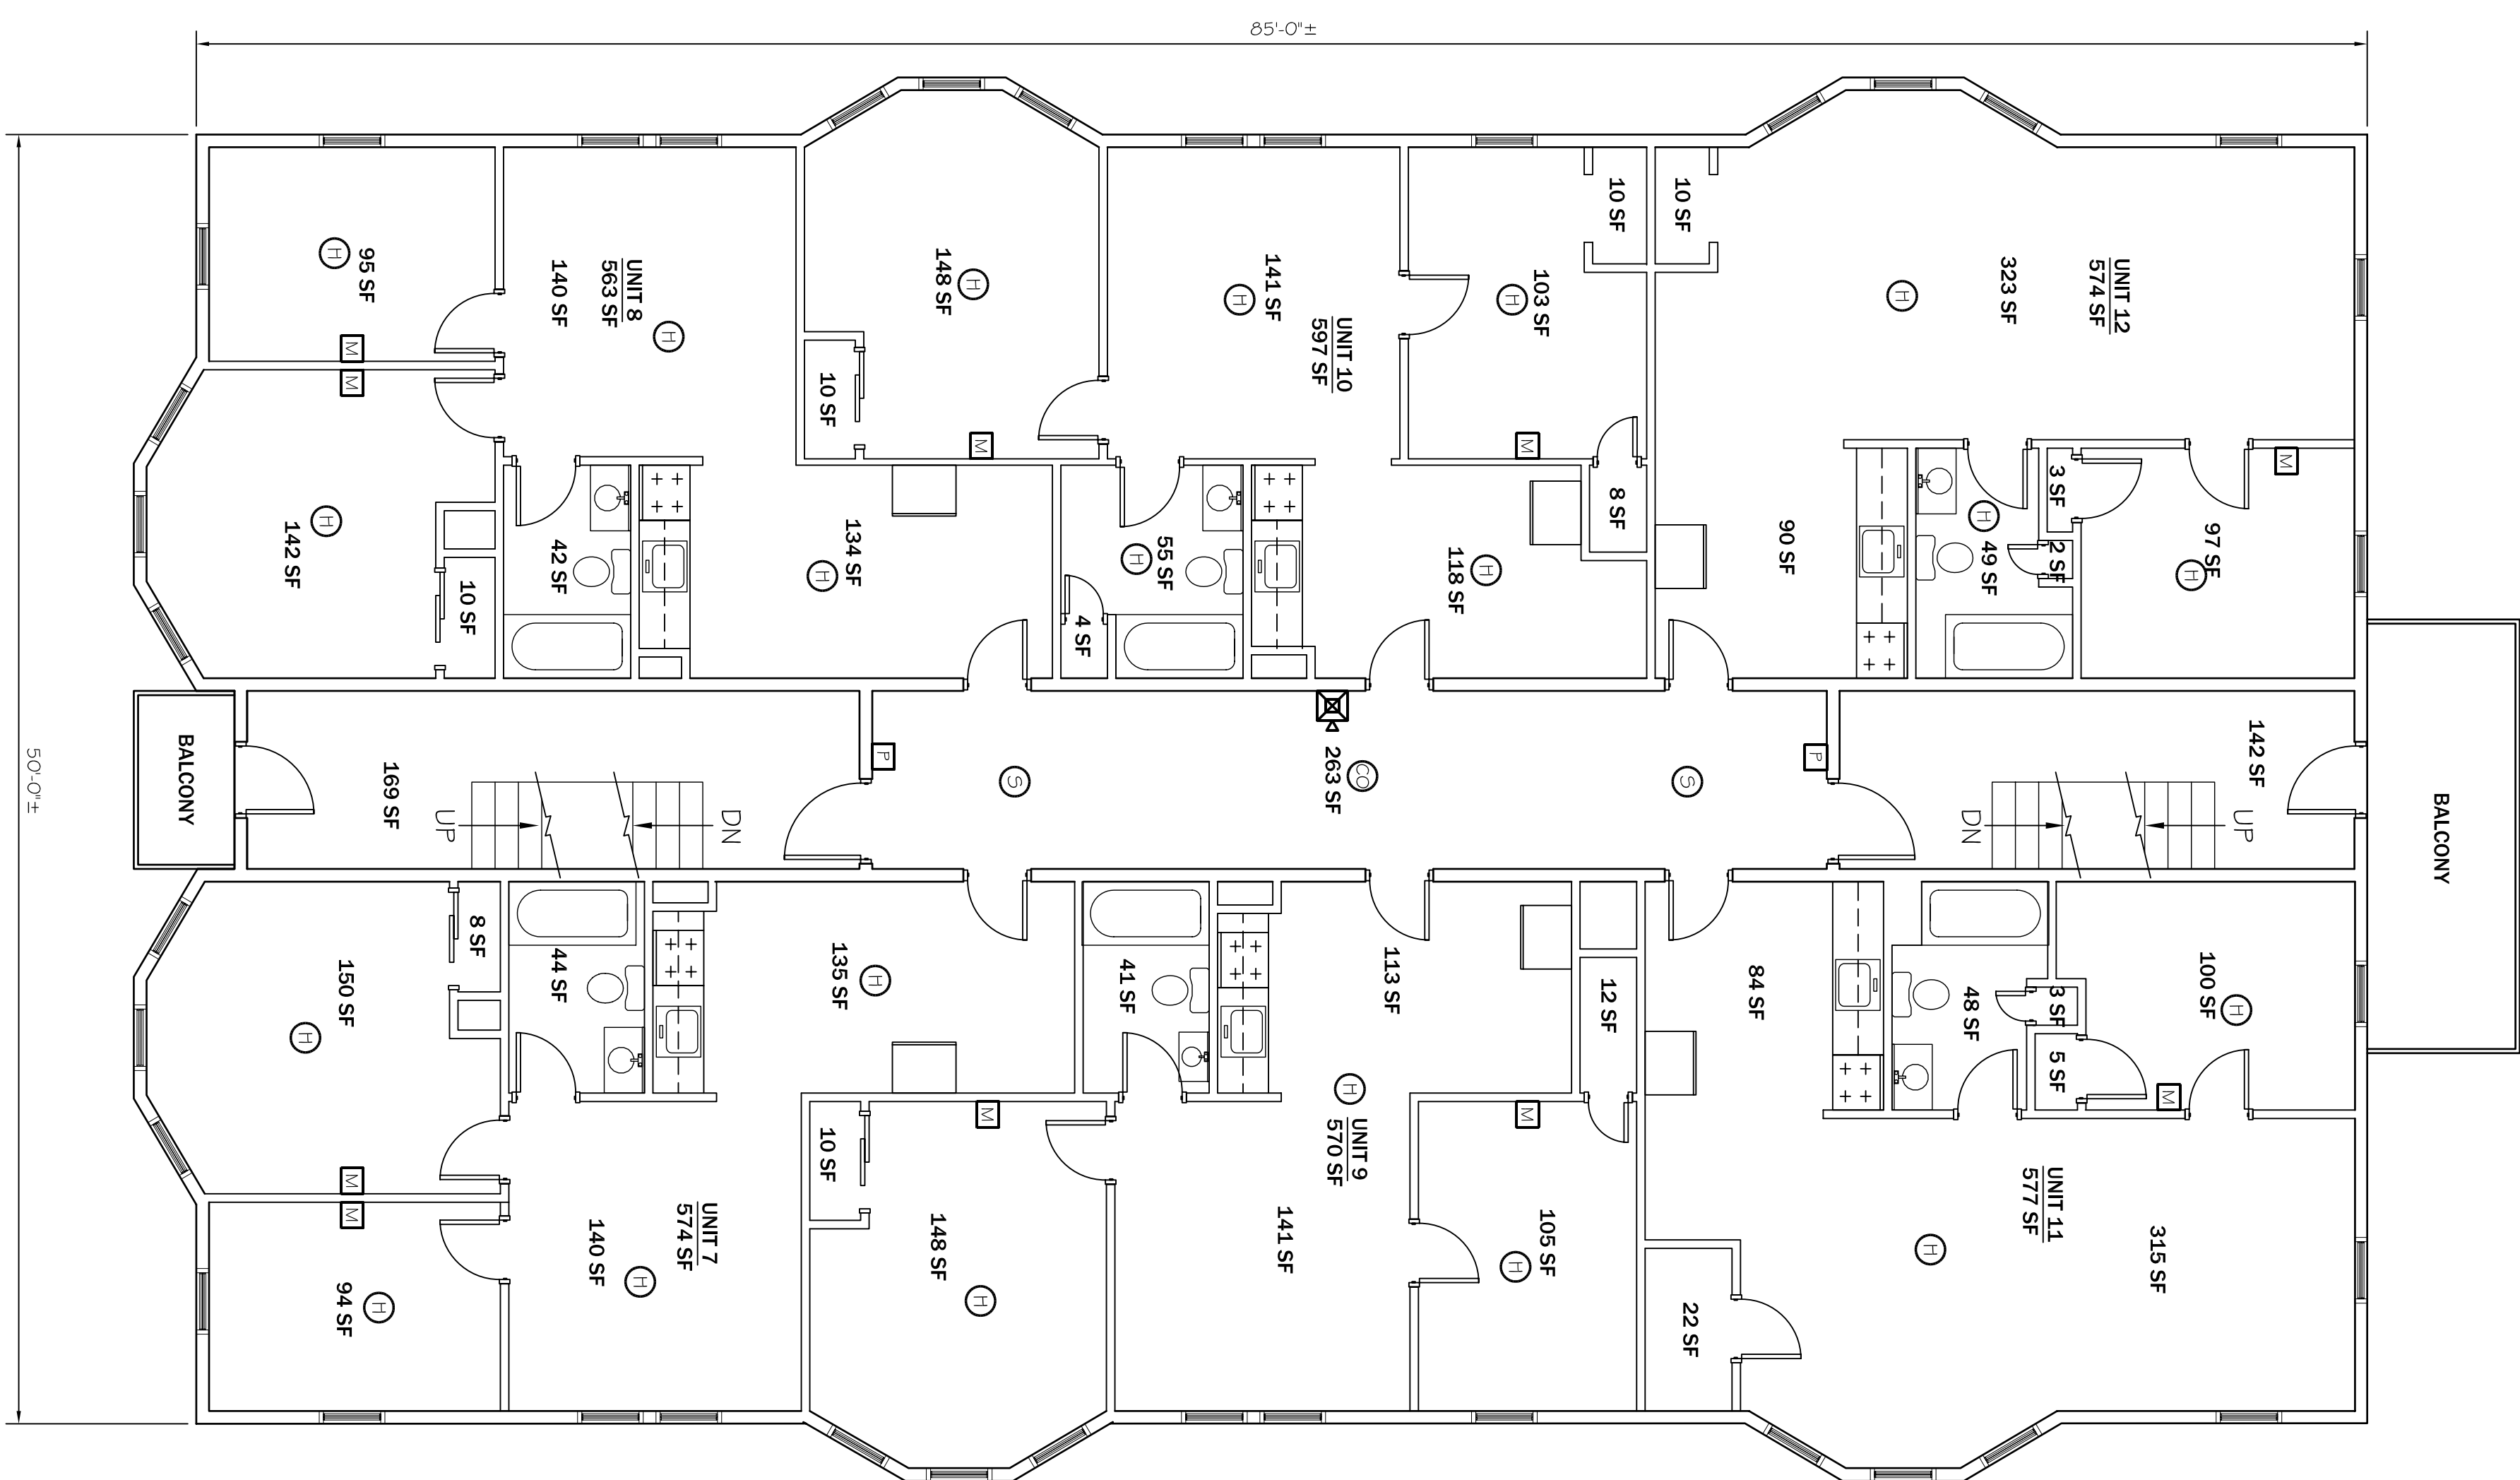 85'-0"±
50'-0"±
UNIT 8
563 SF
95 SF
H
140 SF
H
M
M
142 SF
H
10 SF
42 SF
134 SF
H
UNIT 10
597 SF
148 SF
H
10 SF
M
141 SF
H
103 SF
H
10 SF
M
8 SF
55 SF
H
4 SF
118 SF
H
UNIT 12
574 SF
10 SF
323 SF
H
90 SF
49 SF
H
3 SF
2 SF
97 SF
H
M
BALCONY
169 SF
UP
DN
P
S
263 SF
CO
S
P
142 SF
DN
UP
BALCONY
UNIT 7
574 SF
150 SF
H
8 SF
44 SF
135 SF
H
M
M
94 SF
H
140 SF
H
UNIT 9
570 SF
H
41 SF
113 SF
12 SF
10 SF
M
148 SF
H
141 SF
M
105 SF
H
UNIT 11
577 SF
84 SF
48 SF
3 SF
5 SF
100 SF
H
M
315 SF
H
22 SF